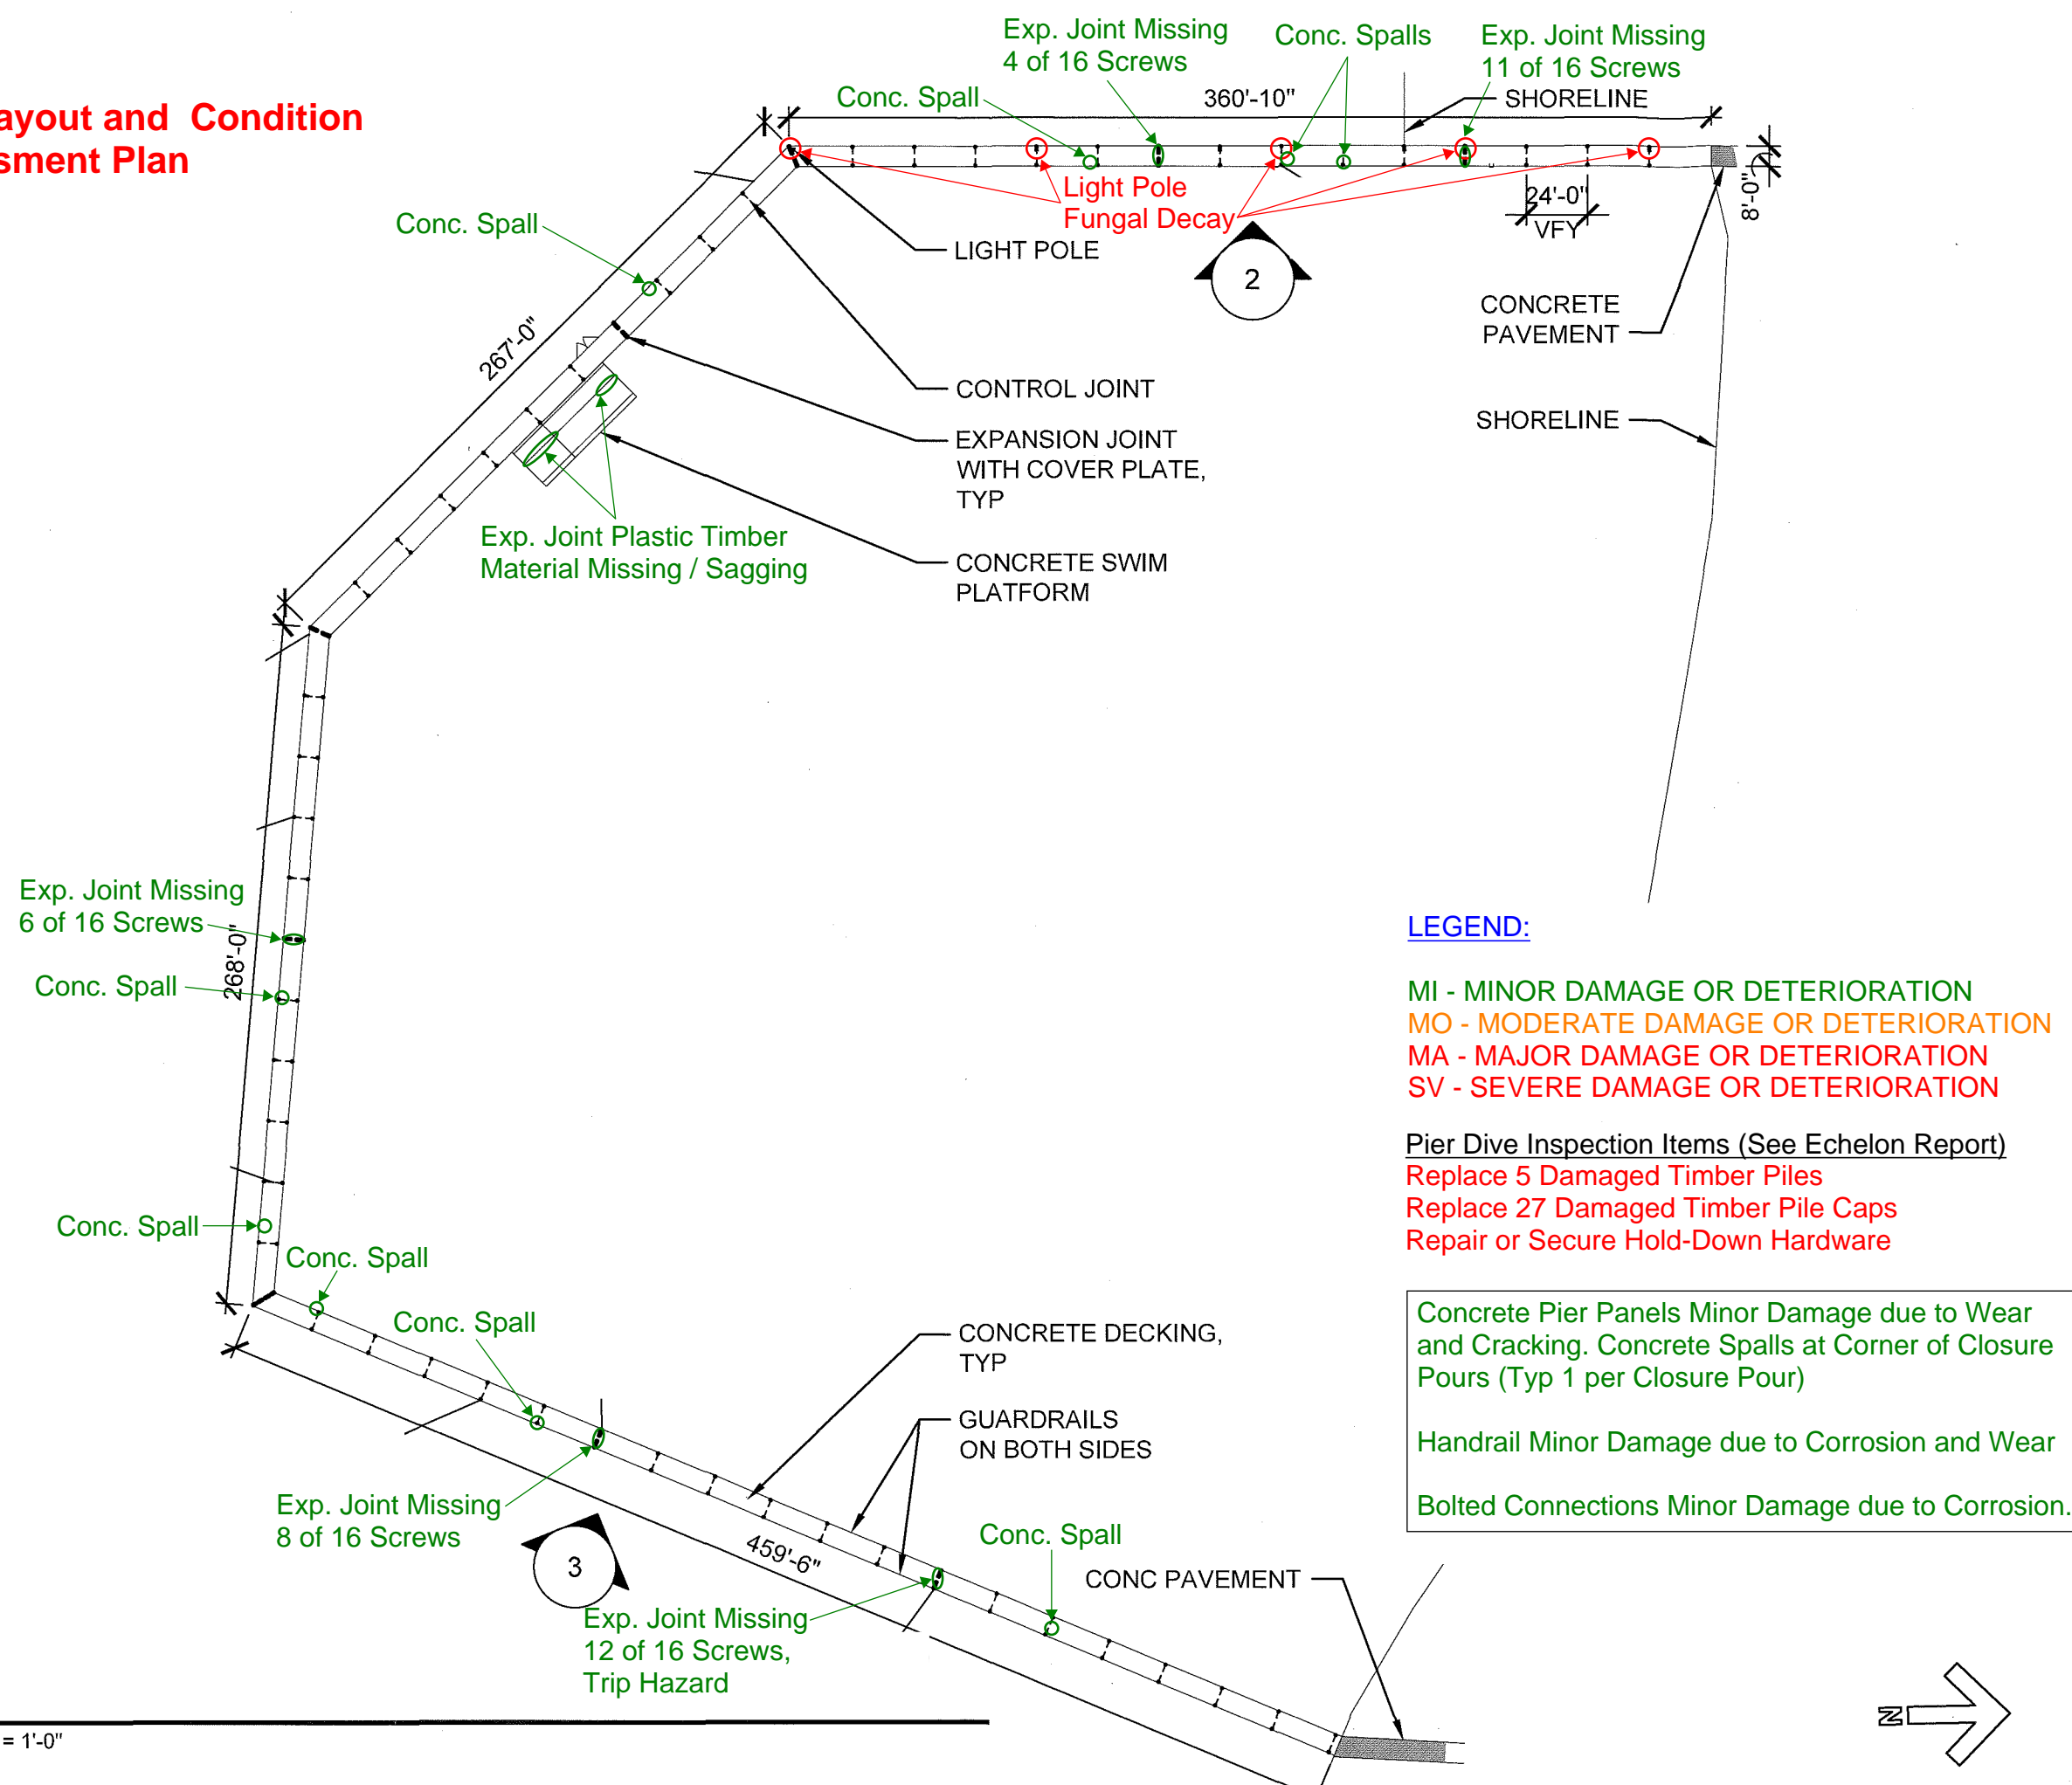 ayout and Condition
sment Plan
Exp. Joint Missing
4 of 16 Screws
Conc. Spalls
Exp. Joint Missing
11 of 16 Screws
Conc. Spall
360'-10"
SHORELINE
8'-0"
Light Pole
Fungal Decay
24'-0"
VFY
Conc. Spall
LIGHT POLE
2
CONCRETE
PAVEMENT
267'-0"
CONTROL JOINT
SHORELINE
EXPANSION JOINT
WITH COVER PLATE,
TYP
Exp. Joint Plastic Timber
Material Missing / Sagging
CONCRETE SWIM
PLATFORM
Exp. Joint Missing
6 of 16 Screws
268'-0"
Conc. Spall
LEGEND:
MI - MINOR DAMAGE OR DETERIORATION
MO - MODERATE DAMAGE OR DETERIORATION
MA - MAJOR DAMAGE OR DETERIORATION
SV - SEVERE DAMAGE OR DETERIORATION
Pier Dive Inspection Items (See Echelon Report)
Replace 5 Damaged Timber Piles
Replace 27 Damaged Timber Pile Caps
Repair or Secure Hold-Down Hardware
Conc. Spall
Conc. Spall
Conc. Spall
CONCRETE DECKING,
TYP
GUARDRAILS
ON BOTH SIDES
Concrete Pier Panels Minor Damage due to Wear
and Cracking. Concrete Spalls at Corner of Closure
Pours (Typ 1 per Closure Pour)
Handrail Minor Damage due to Corrosion and Wear
Bolted Connections Minor Damage due to Corrosion.
Exp. Joint Missing
8 of 16 Screws
3
459'-6"
Conc. Spall
CONC PAVEMENT
Exp. Joint Missing
12 of 16 Screws,
Trip Hazard
N
= 1'-0"